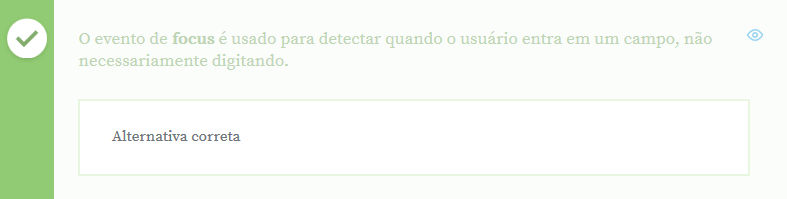 O evento de focus é usado para detectar quando o usuário entra em um campo, não
necessariamente digitando.
Alternativa correta